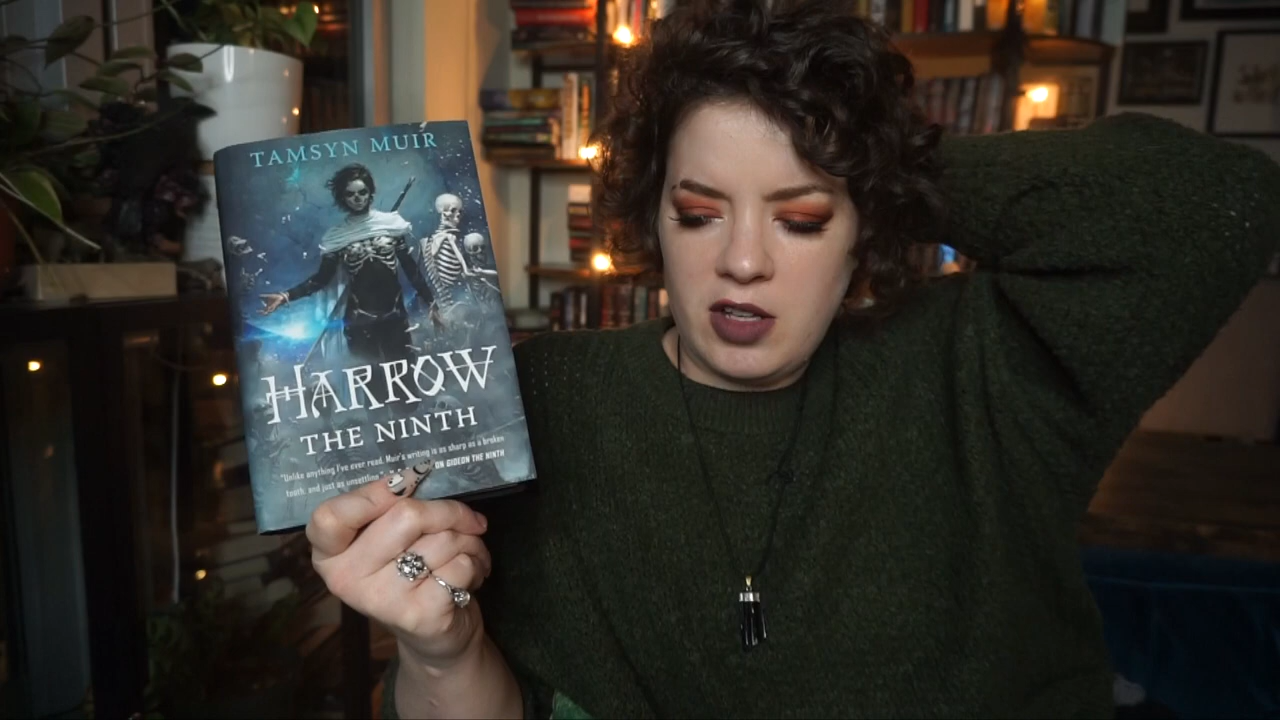 TAMSYN MUIR
HARROW
THE NINTH
"Unlike anything I've ever read. Muir's writing is as sharp as a broken
tooth, and just as unsettling." ON GIDEON THE NINTH